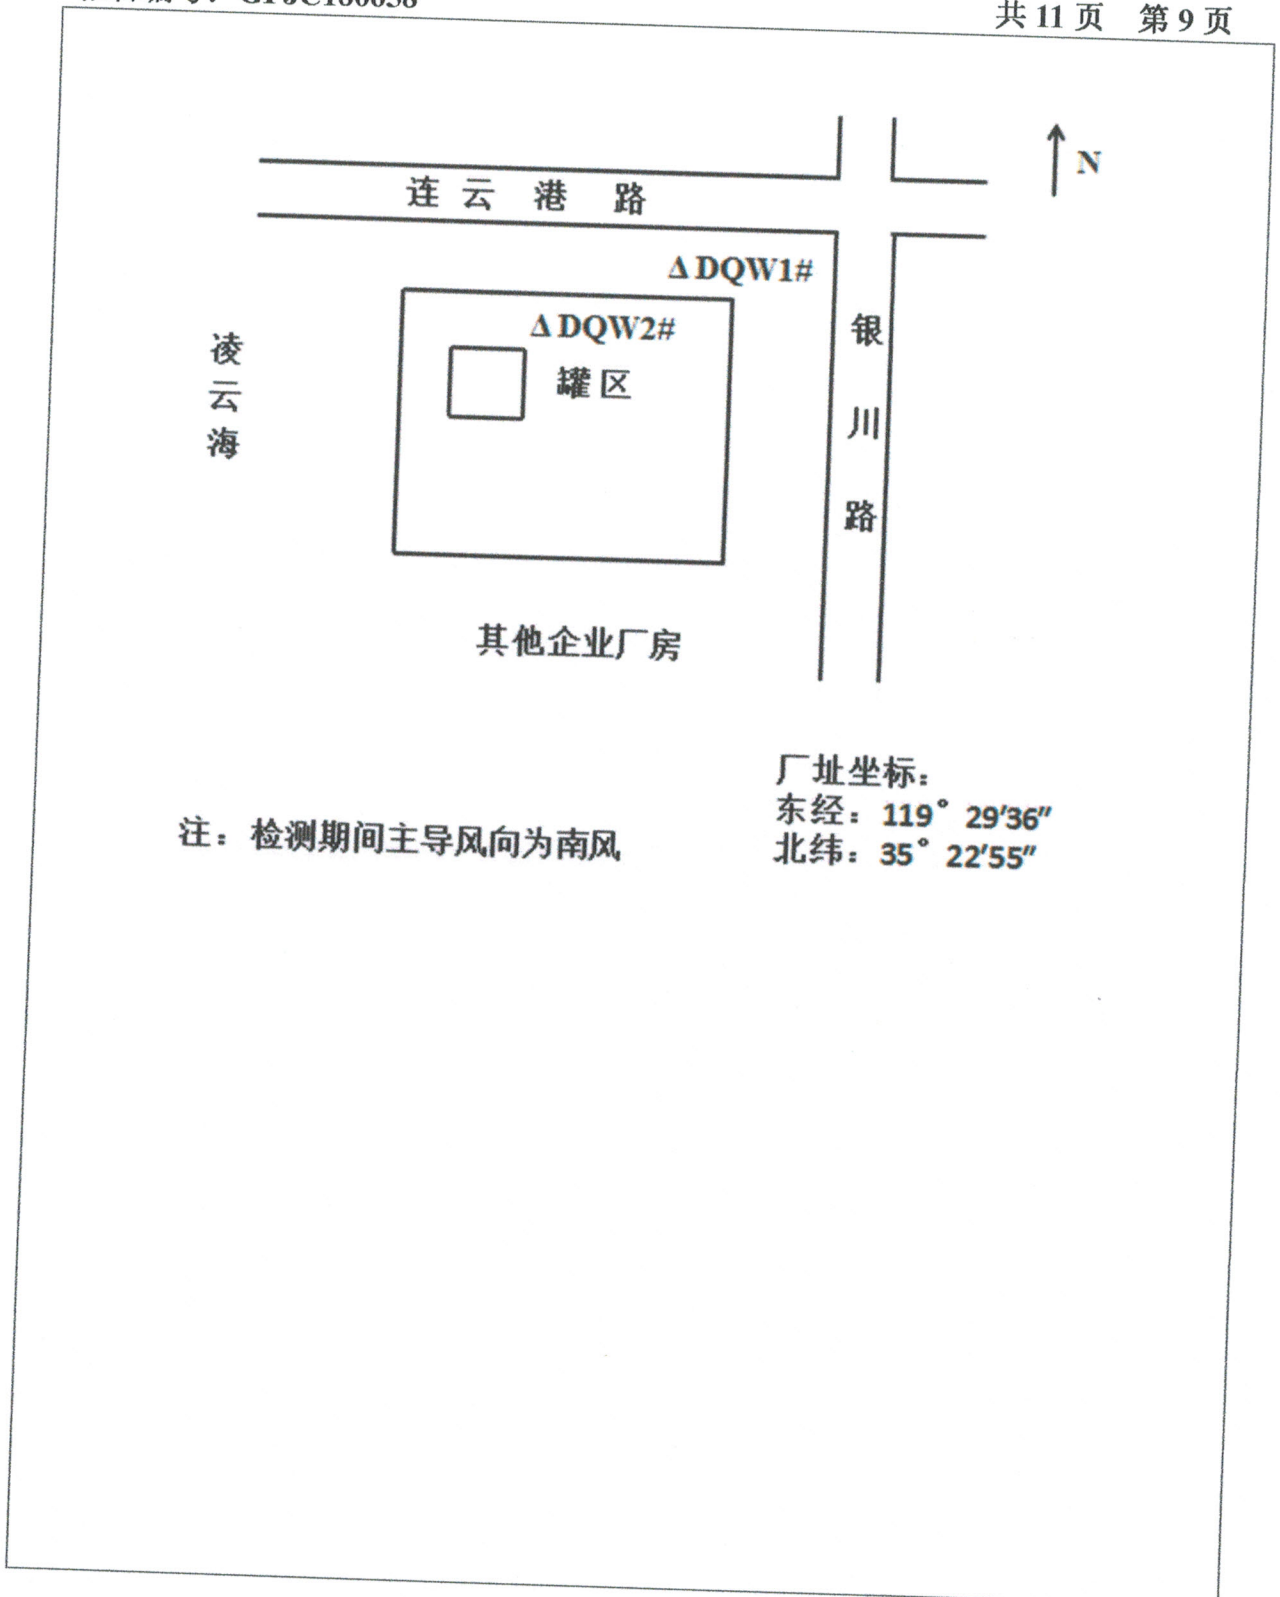 共 11 页 第 9 页
N
连云港路
Δ DQW1#
Δ DQW2#
罐区
凌云海
银川路
其他企业厂房
厂址坐标：
东经：119° 29′36″
北纬：35° 22′55″
注：检测期间主导风向为南风